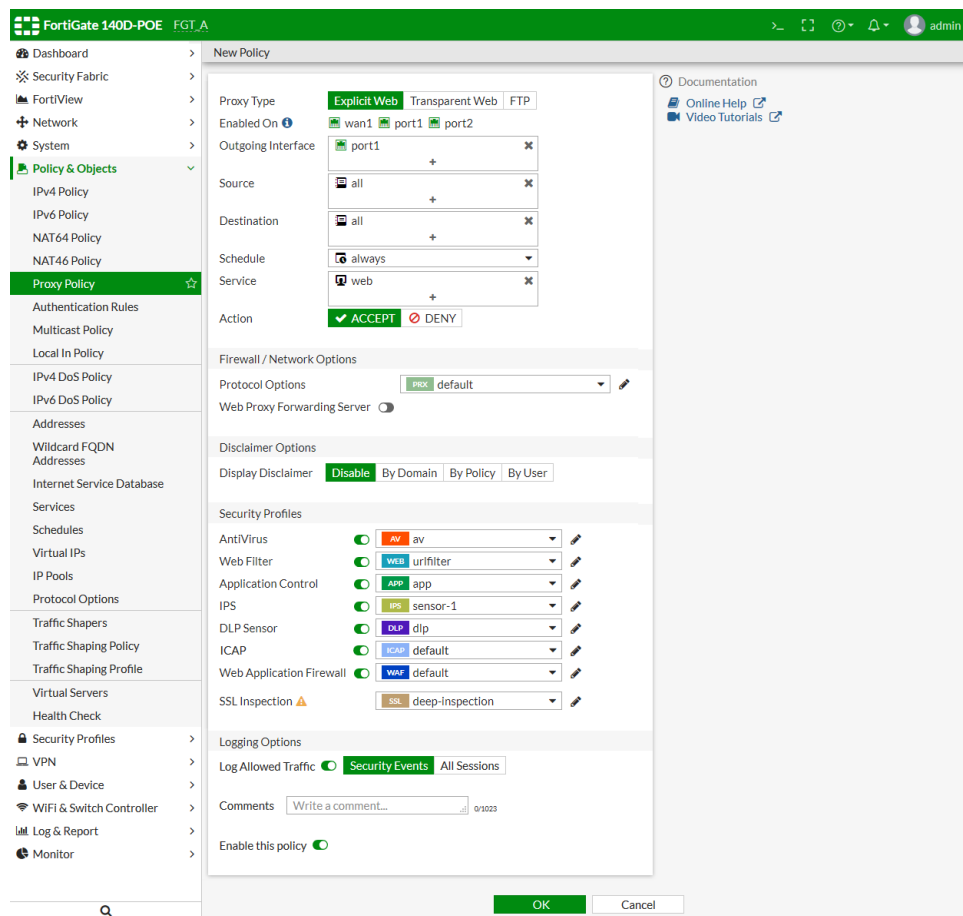 FortiGate 140D-POE FGT_A
>_ admin
Dashboard
Security Fabric
FortiView
Network
System
Policy & Objects
IPv4 Policy
IPv6 Policy
NAT64 Policy
NAT46 Policy
Proxy Policy
Authentication Rules
Multicast Policy
Local In Policy
IPv4 DoS Policy
IPv6 DoS Policy
Addresses
Wildcard FQDN
Addresses
Internet Service Database
Services
Schedules
Virtual IPs
IP Pools
Protocol Options
Traffic Shapers
Traffic Shaping Policy
Traffic Shaping Profile
Virtual Servers
Health Check
Security Profiles
VPN
User & Device
WiFi & Switch Controller
Log & Report
Monitor
New Policy
Proxy Type Explicit Web Transparent Web FTP
Enabled On wan1 port1 port2
Outgoing Interface port1
+
Source all
+
Destination all
+
Schedule always
Service web
+
Action ACCEPT DENY
Firewall / Network Options
Protocol Options PRX default
Web Proxy Forwarding Server
Disclaimer Options
Display Disclaimer Disable By Domain By Policy By User
Security Profiles
AntiVirus AV av
Web Filter WEB urlfilter
Application Control APP app
IPS IPS sensor-1
DLP Sensor DLP dlp
ICAP ICAP default
Web Application Firewall WAF default
SSL Inspection SSL deep-inspection
Logging Options
Log Allowed Traffic Security Events All Sessions
Comments Write a comment... 0/1023
Enable this policy
OK Cancel
Documentation
Online Help
Video Tutorials